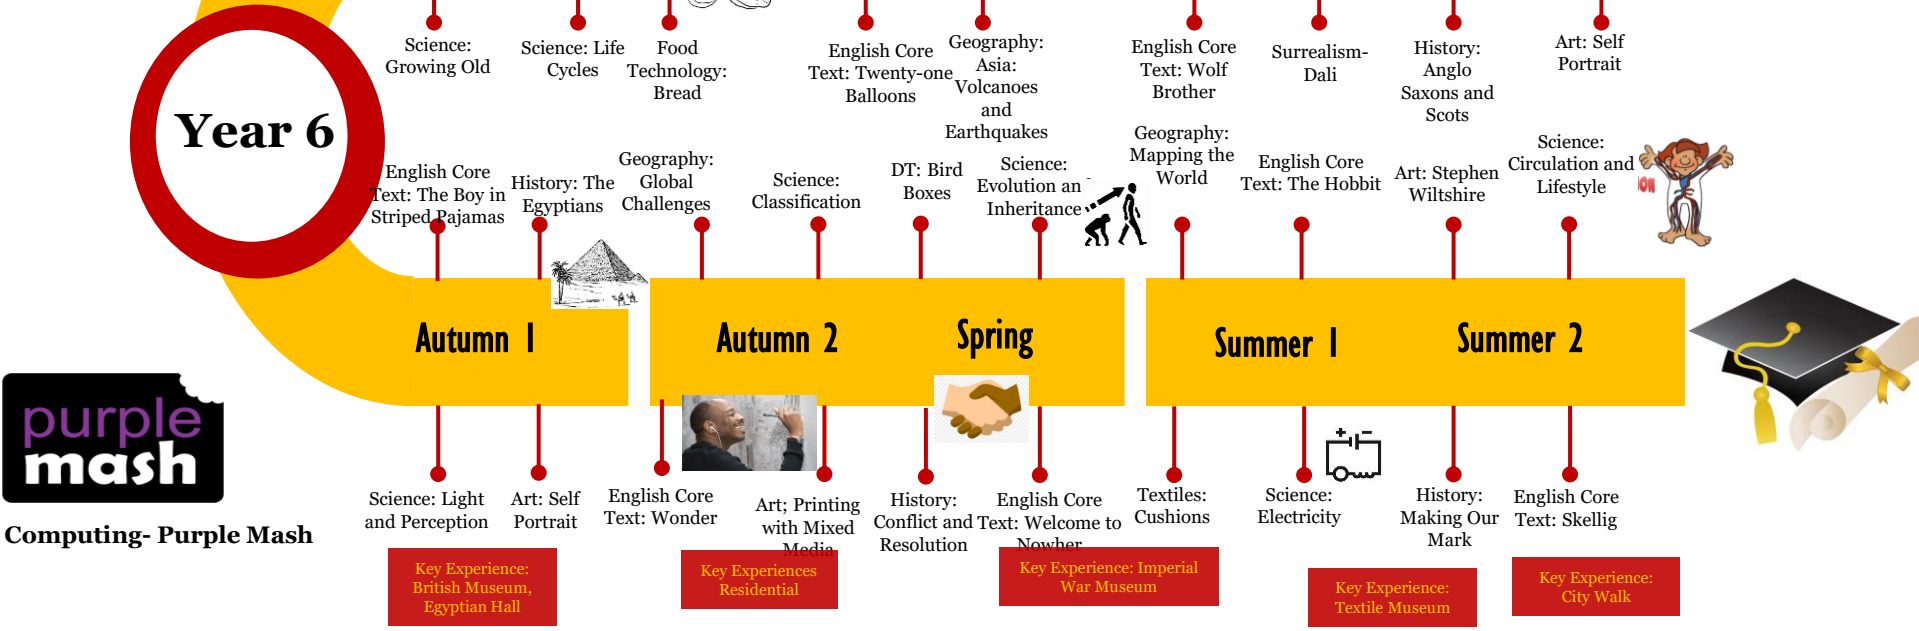 Science:
Growing Old
Science: Life
Cycles
Food
Technology:
Bread
English Core
Text: Twenty-one
Balloons
Geography:
Asia:
Volcanoes
and
Earthquakes
English Core
Text: Wolf
Brother
Surrealism-
Dali
History:
Anglo
Saxons and
Scots
Art: Self
Portrait
Year 6
English Core
Text: The Boy in
Striped Pajamas
History: The
Egyptians
Geography:
Global
Challenges
Science:
Classification
DT: Bird
Boxes
Science:
Evolution an
Inheritance
Geography:
Mapping the
World
English Core
Text: The Hobbit
Art: Stephen
Wiltshire
Science:
Circulation and
Lifestyle
ION
Autumn 1
Autumn 2
Spring
Summer 1
Summer 2
purple
mash
Computing- Purple Mash
Science: Light
and Perception
Art: Self
Portrait
English Core
Text: Wonder
Art; Printing
with Mixed
Media
History:
Conflict and
Resolution
English Core
Text: Welcome to
Nowher
Textiles:
Cushions
Science:
Electricity
History:
Making Our
Mark
English Core
Text: Skellig
Key Experience:
British Museum,
Egyptian Hall
Key Experiences
Residential
Key Experience: Imperial
War Museum
Key Experience:
Textile Museum
Key Experience:
City Walk